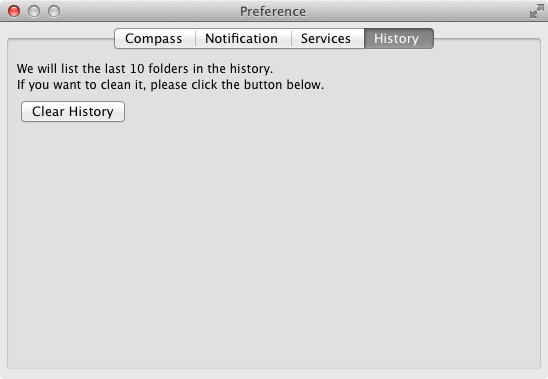 Preference
Compass Notification Services History
We will list the last 10 folders in the history.
If you want to clean it, please click the button below.
Clear History